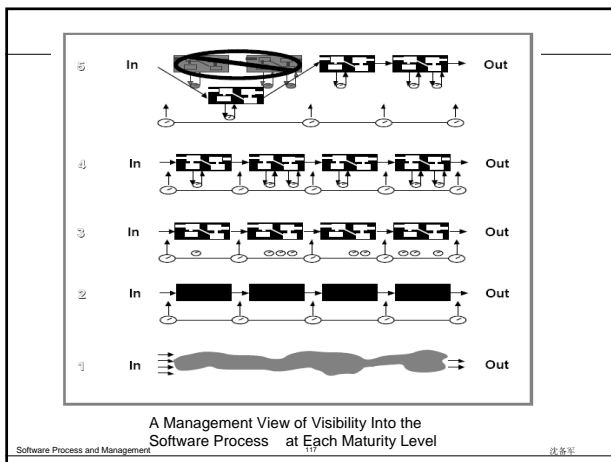 5 In Out
4 In Out
3 In Out
2 In Out
1 In Out
A Management View of Visibility Into the
Software Process at Each Maturity Level
Software Process and Management 117 沈备军